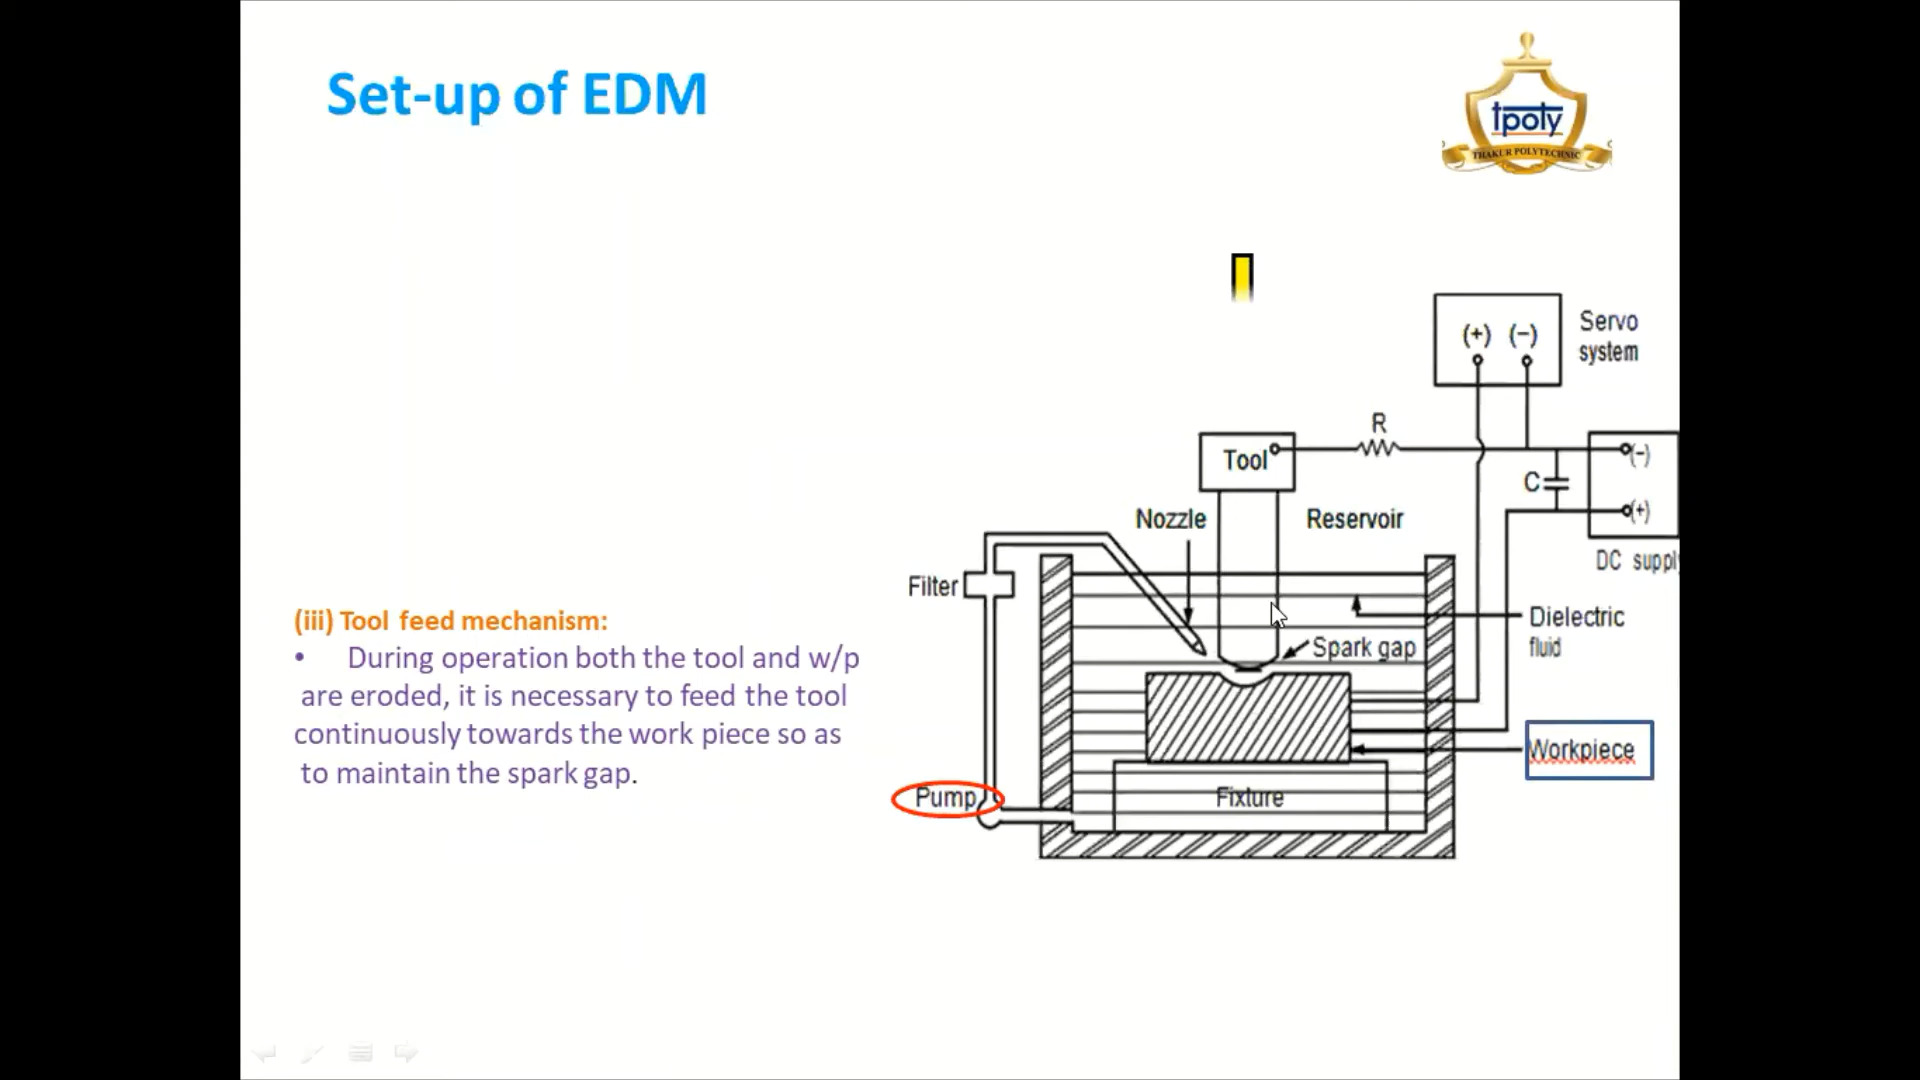 Set-up of EDM
tpoly
THAKUR POLYTECHNIC
(+) (−)
Servo
system
R
Tool
(−)
C
Nozzle
Reservoir
(+)
DC supply
Filter
(iii) Tool feed mechanism:
Dielectric
fluid
Spark gap
• During operation both the tool and w/p
are eroded, it is necessary to feed the tool
continuously towards the work piece so as
to maintain the spark gap.
Workpiece
Pump
Fixture